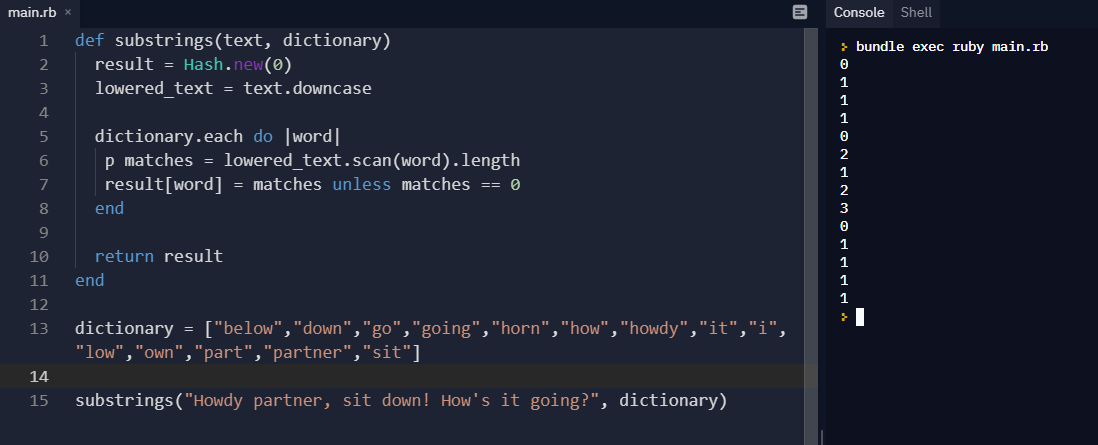 main.rb ×
Console Shell
1 def substrings(text, dictionary)
2 result = Hash.new(0)
3 lowered_text = text.downcase
4
5 dictionary.each do |word|
6 p matches = lowered_text.scan(word).length
7 result[word] = matches unless matches == 0
8 end
9
10 return result
11 end
12
13 dictionary = ["below","down","go","going","horn","how","howdy","it","i",
"low","own","part","partner","sit"]
14
15 substrings("Howdy partner, sit down! How's it going?", dictionary)
bundle exec ruby main.rb
0
1
1
1
0
2
1
2
3
0
1
1
1
1